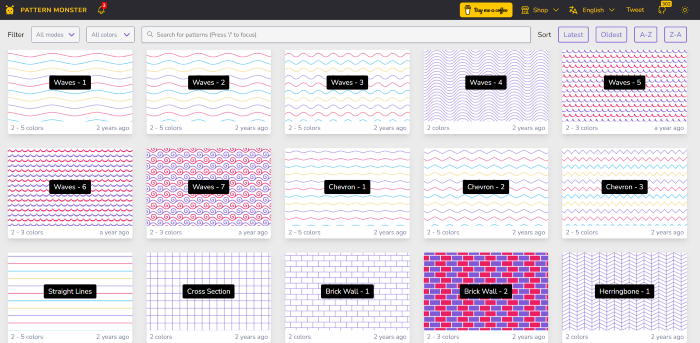 PATTERN MONSTER
3
Buy me a coffee
Shop
English
Tweet
302
Filter
All modes
All colors
Search for patterns (Press '/' to focus)
Sort
Latest
Oldest
A-Z
Z-A
Waves - 1
2 - 5 colors 2 years ago
Waves - 2
2 - 5 colors 2 years ago
Waves - 3
2 - 5 colors 2 years ago
Waves - 4
2 colors 2 years ago
Waves - 5
2 - 3 colors a year ago
Waves - 6
2 - 3 colors a year ago
Waves - 7
2 - 3 colors a year ago
Chevron - 1
2 - 5 colors 2 years ago
Chevron - 2
2 - 5 colors 2 years ago
Chevron - 3
2 - 5 colors 2 years ago
Straight Lines
2 - 5 colors 2 years ago
Cross Section
2 colors 2 years ago
Brick Wall - 1
2 colors 2 years ago
Brick Wall - 2
2 - 3 colors 2 years ago
Herringbone - 1
2 colors 2 years ago